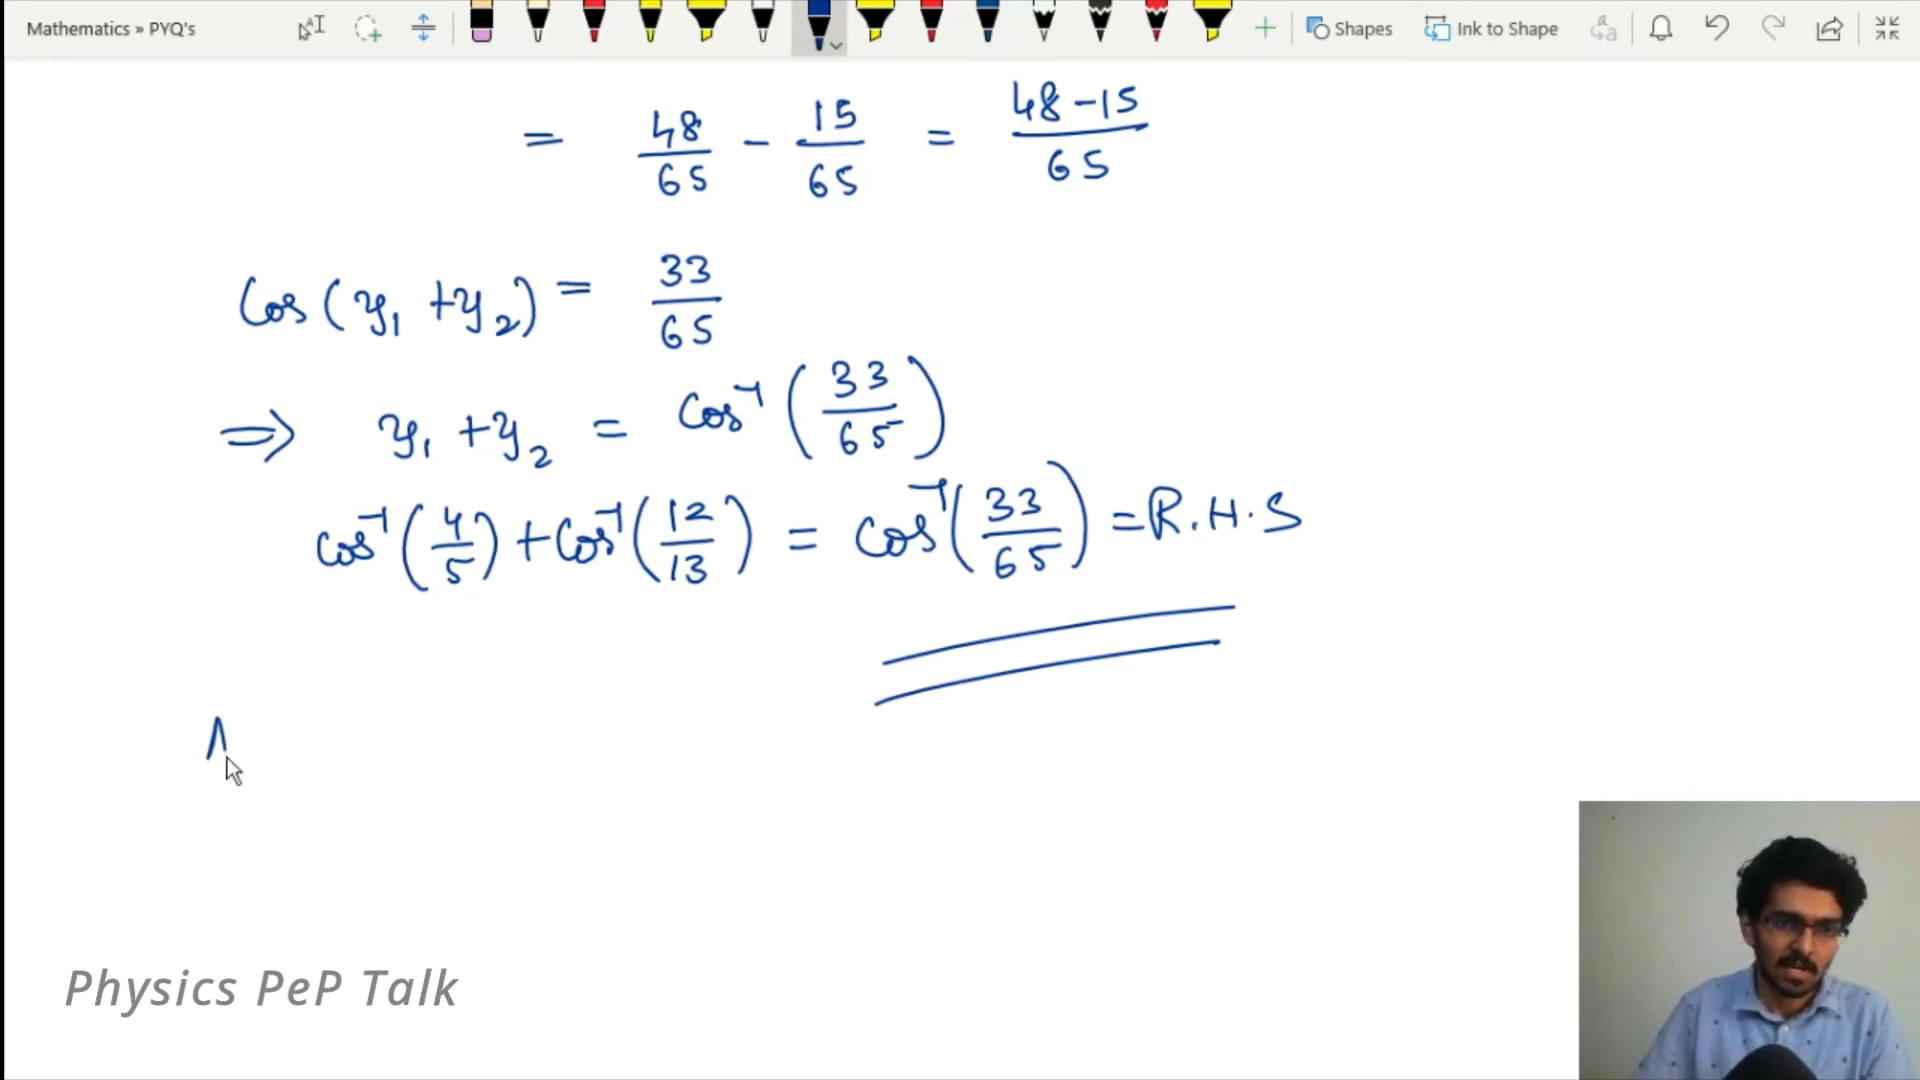 Mathematics » PYQ's
Shapes
Ink to Shape
= 48/65 - 15/65 = 48-15/65
Cos(y₁ +y₂) = 33/65
⇒ y₁ +y₂ = cos⁻¹(33/65)
cos⁻¹(4/5) + cos⁻¹(12/13) = cos⁻¹(33/65) = R.H.S
Physics PeP Talk